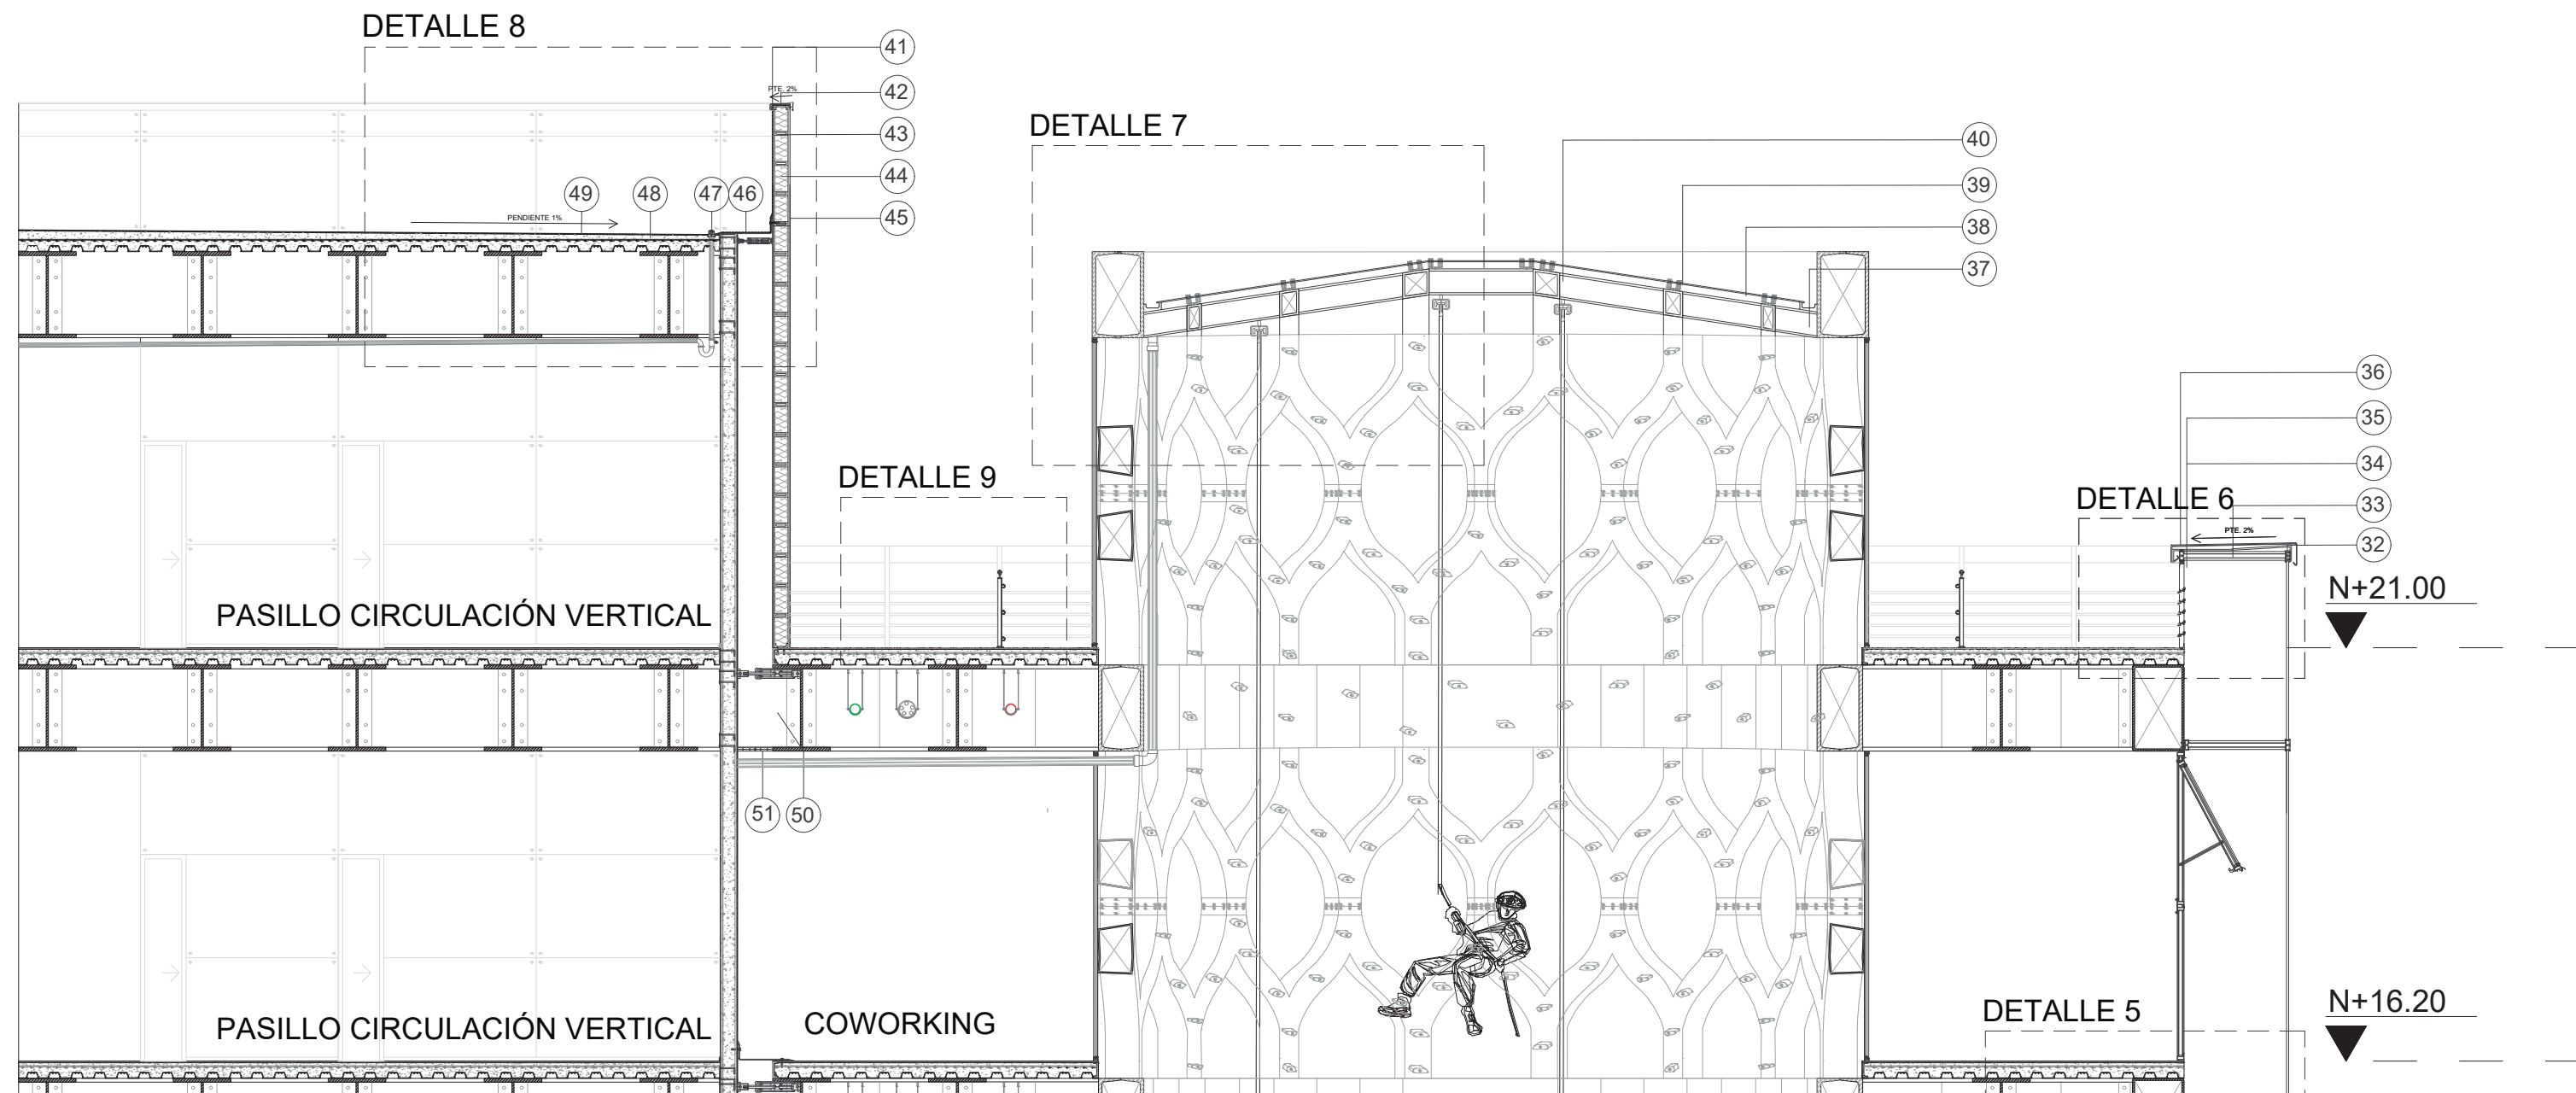 DETALLE 8
41
PTE. 2%
42
DETALLE 7
43
40
44
39
49
48
47
46
45
PENDIENTE 1%
38
37
36
35
34
DETALLE 9
DETALLE 6
33
PTE. 2%
32
N+21.00
PASILLO CIRCULACIÓN VERTICAL
51
50
N+16.20
DETALLE 5
COWORKING
PASILLO CIRCULACIÓN VERTICAL